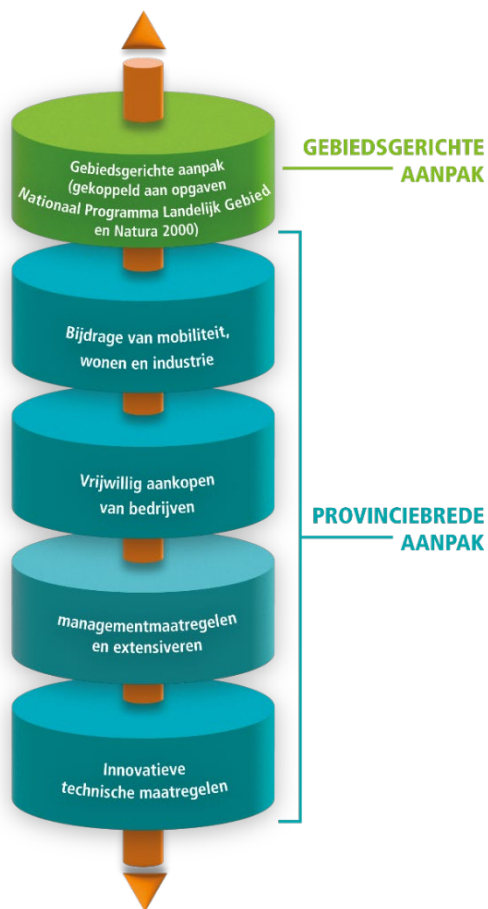 Gebiedsgerichte aanpak
(gekoppeld aan opgaven
Nationaal Programma Landelijk Gebied
en Natura 2000)
GEBIEDSGERICHTE
AANPAK
Bijdrage van mobiliteit,
wonen en industrie
Vrijwillig aankopen
van bedrijven
PROVINCIEBREDE
AANPAK
managementmaatregelen
en extensiveren
Innovatieve
technische maatregelen